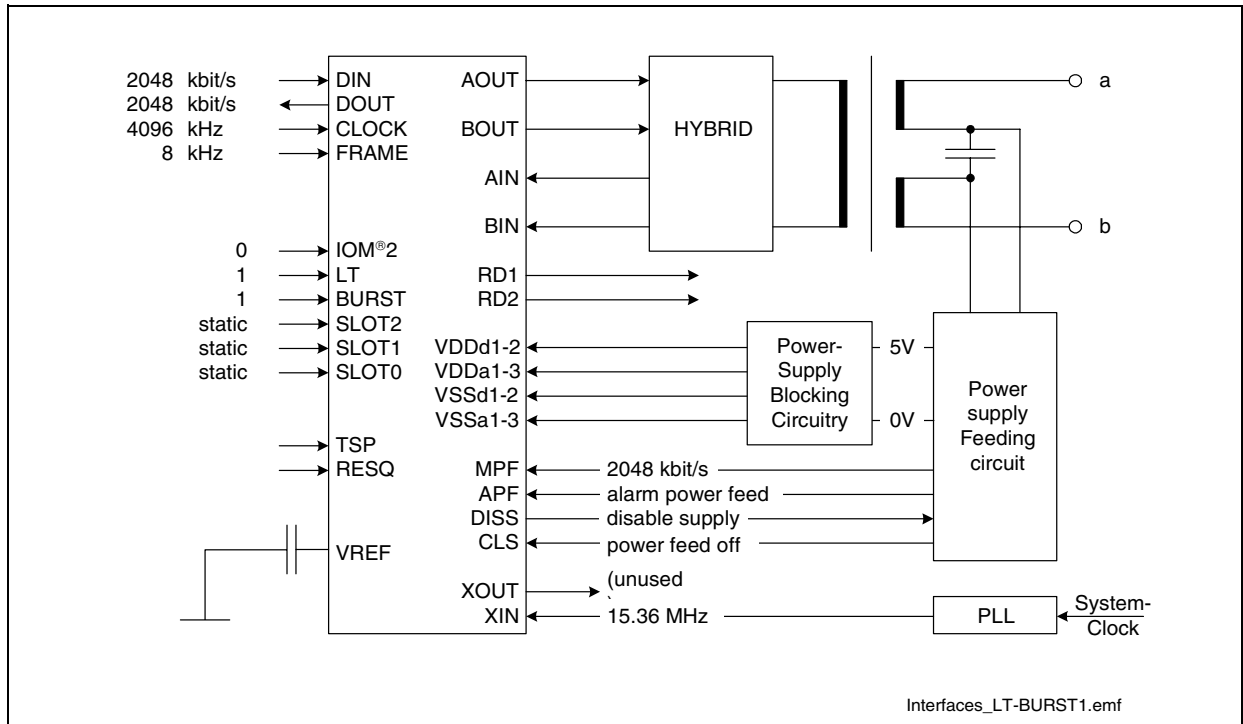 2048 kbit/s
2048 kbit/s
4096 kHz
8 kHz
0
1
1
static
static
static
DIN
DOUT
CLOCK
FRAME
IOM®2
LT
BURST
SLOT2
SLOT1
SLOT0
TSP
RESQ
VREF
AOUT
BOUT
AIN
BIN
RD1
RD2
VDDd1-2
VDDa1-3
VSSd1-2
VSSa1-3
MPF
APF
DISS
CLS
XOUT
XIN
HYBRID
a
b
Power-
Supply
Blocking
Circuitry
5V
0V
Power
supply
Feeding
circuit
2048 kbit/s
alarm power feed
disable supply
power feed off
(unused
`
15.36 MHz
PLL
System-
Clock
Interfaces_LT-BURST1.emf